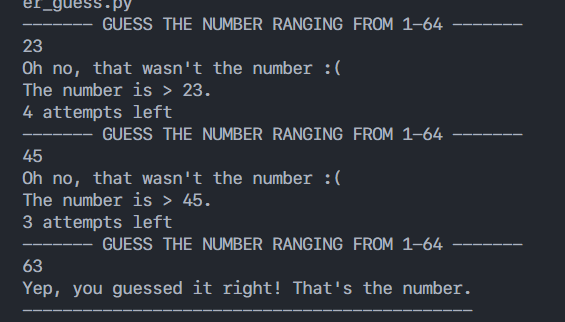 er_guess.py
------- GUESS THE NUMBER RANGING FROM 1-64 -------
23
Oh no, that wasn't the number :(
The number is > 23.
4 attempts left
------- GUESS THE NUMBER RANGING FROM 1-64 -------
45
Oh no, that wasn't the number :(
The number is > 45.
3 attempts left
------- GUESS THE NUMBER RANGING FROM 1-64 -------
63
Yep, you guessed it right! That's the number.
---------------------------------------------